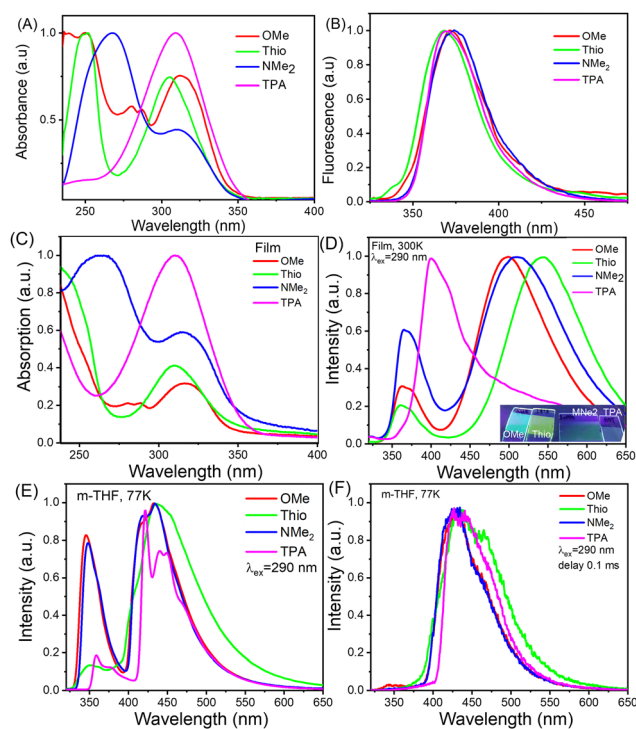 (A)
OMe
Thio
NMe2
TPA
1.0
0.5
Absorbance (a.u)
250 300 350 400
Wavelength (nm)
(B)
OMe
Thio
NMe2
TPA
1.0
0.8
0.6
0.4
0.2
0.0
Fluorescence (a.u)
350 400 450
Wavelength (nm)
(C)
Film
OMe
Thio
NMe2
TPA
1.0
0.8
0.6
0.4
0.2
0.0
Absorption (a.u.)
250 300 350 400
Wavelength (nm)
(D)
Film, 300K
λex=290 nm
OMe
Thio
NMe2
TPA
1.0
0.8
0.6
0.4
0.2
0.0
Intensity (a.u.)
MNe2 TPA
OMe Thio
350 400 450 500 550 600 650
Wavelength (nm)
(E)
m-THF, 77K
OMe
Thio
NMe2
TPA
λex=290 nm
1.0
0.8
0.6
0.4
0.2
0.0
Intensity (a.u.)
350 400 450 500 550 600 650
Wavelength (nm)
(F)
m-THF, 77K
OMe
Thio
NMe2
TPA
λex=290 nm
delay 0.1 ms
1.0
0.8
0.6
0.4
0.2
0.0
Intensity (a.u.)
350 400 450 500 550 600 650
Wavelength (nm)